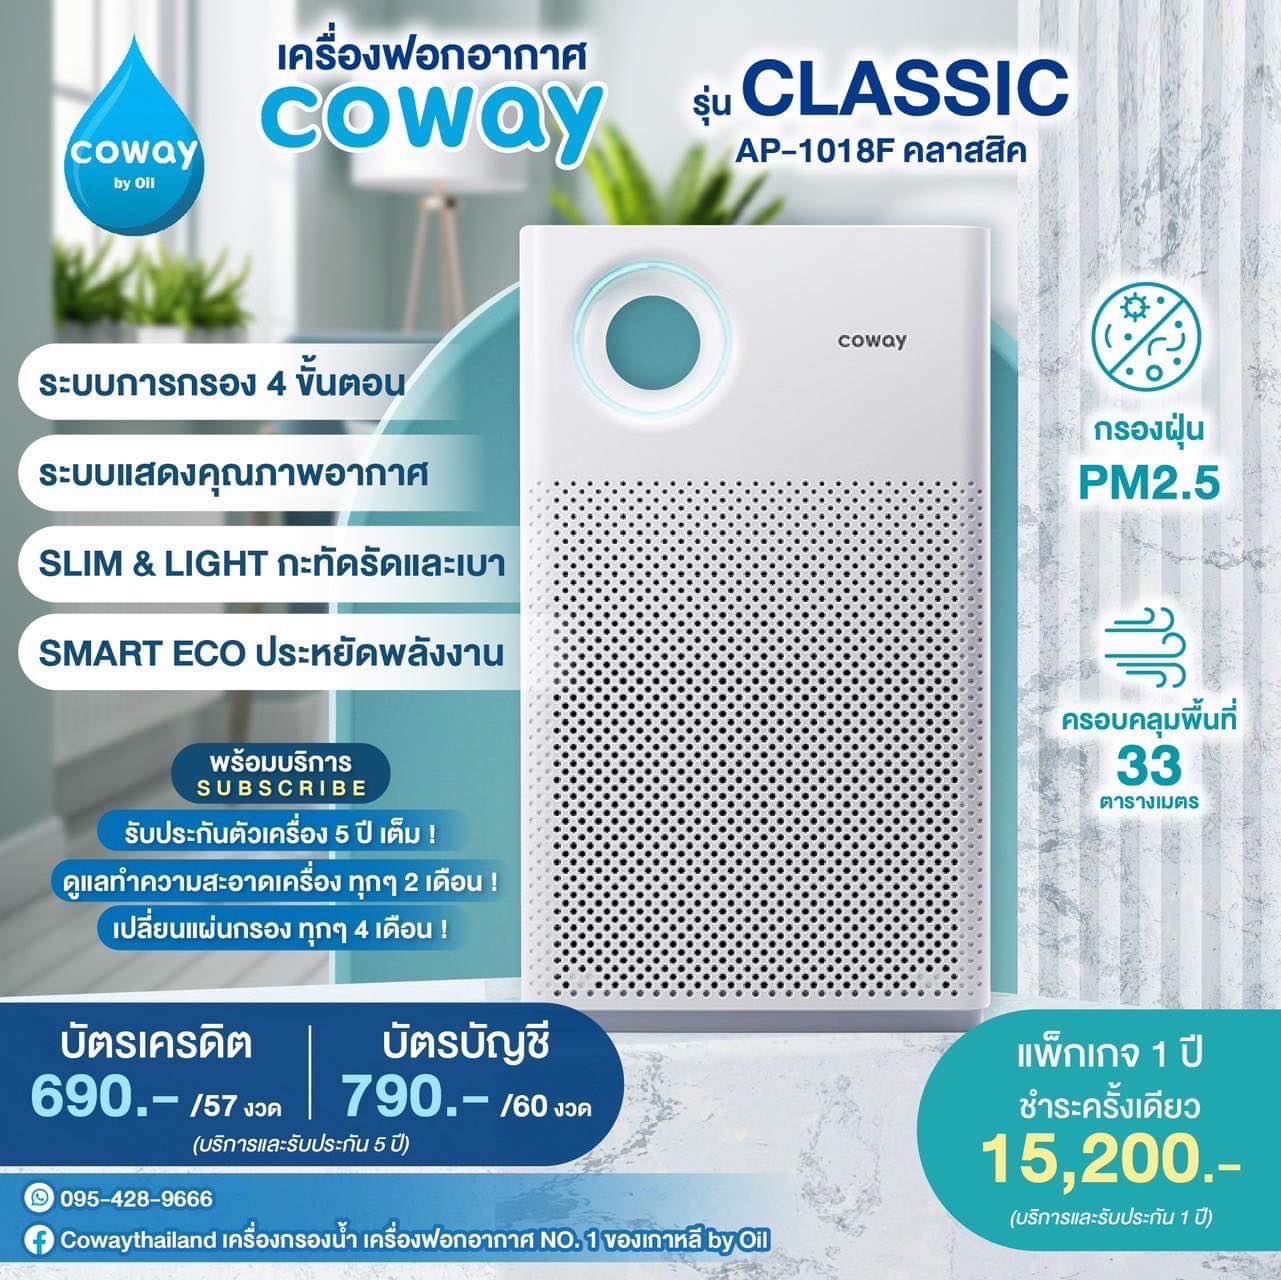 coway
by Oil
เครื่องฟอกอากาศ
coway
รุ่น CLASSIC
AP-1018F คลาสสิค
coway
ระบบการกรอง 4 ขั้นตอน
ระบบแสดงคุณภาพอากาศ
SLIM & LIGHT กะทัดรัดและเบา
SMART ECO ประหยัดพลังงาน
กรองฝุ่น
PM2.5
ครอบคลุมพื้นที่
33
ตารางเมตร
พร้อมบริการ
SUBSCRIBE
รับประกันตัวเครื่อง 5 ปี เต็ม !
ดูแลทำความสะอาดเครื่อง ทุกๆ 2 เดือน !
เปลี่ยนแผ่นกรอง ทุกๆ 4 เดือน !
บัตรเครดิต
690.- /57 งวด
บัตรบัญชี
790.- /60 งวด
(บริการและรับประกัน 5 ปี)
แพ็กเกจ 1 ปี
ชำระครั้งเดียว
15,200.-
(บริการและรับประกัน 1 ปี)
095-428-9666
Cowaythailand เครื่องกรองน้ำ เครื่องฟอกอากาศ NO. 1 ของเกาหลี by Oil